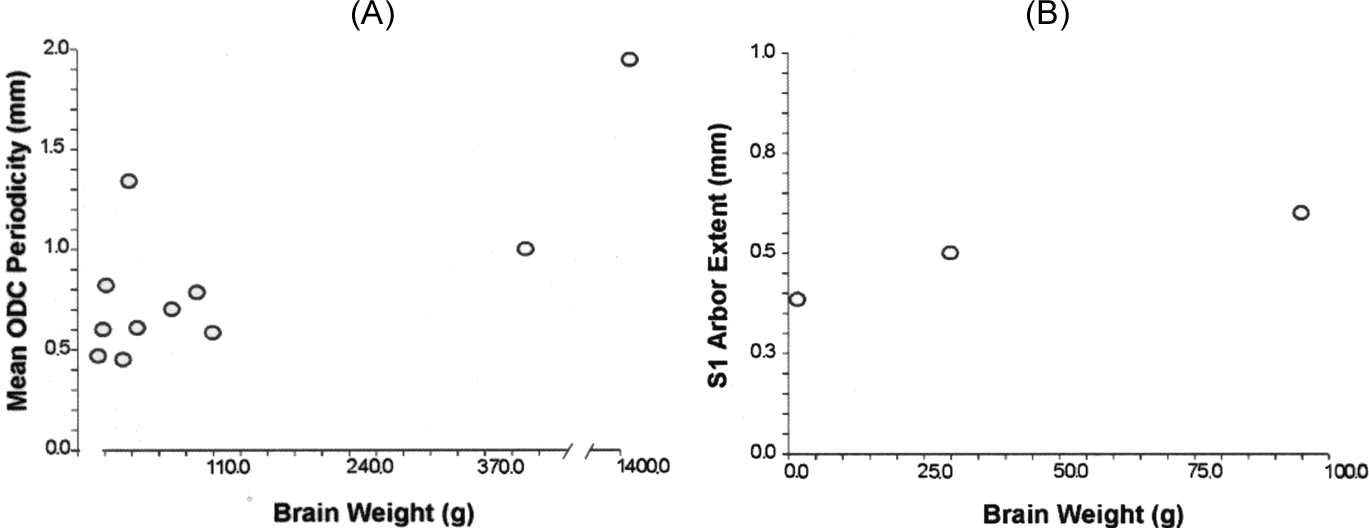 (A)
Mean ODC Periodicity (mm)
2.0
1.5
1.0
0.5
0.0
110.0 240.0 370.0 1400.0
Brain Weight (g)
(B)
S1 Arbor Extent (mm)
1.0
0.8
0.5
0.3
0.0
0.0 25.0 50.0 75.0 100.0
Brain Weight (g)